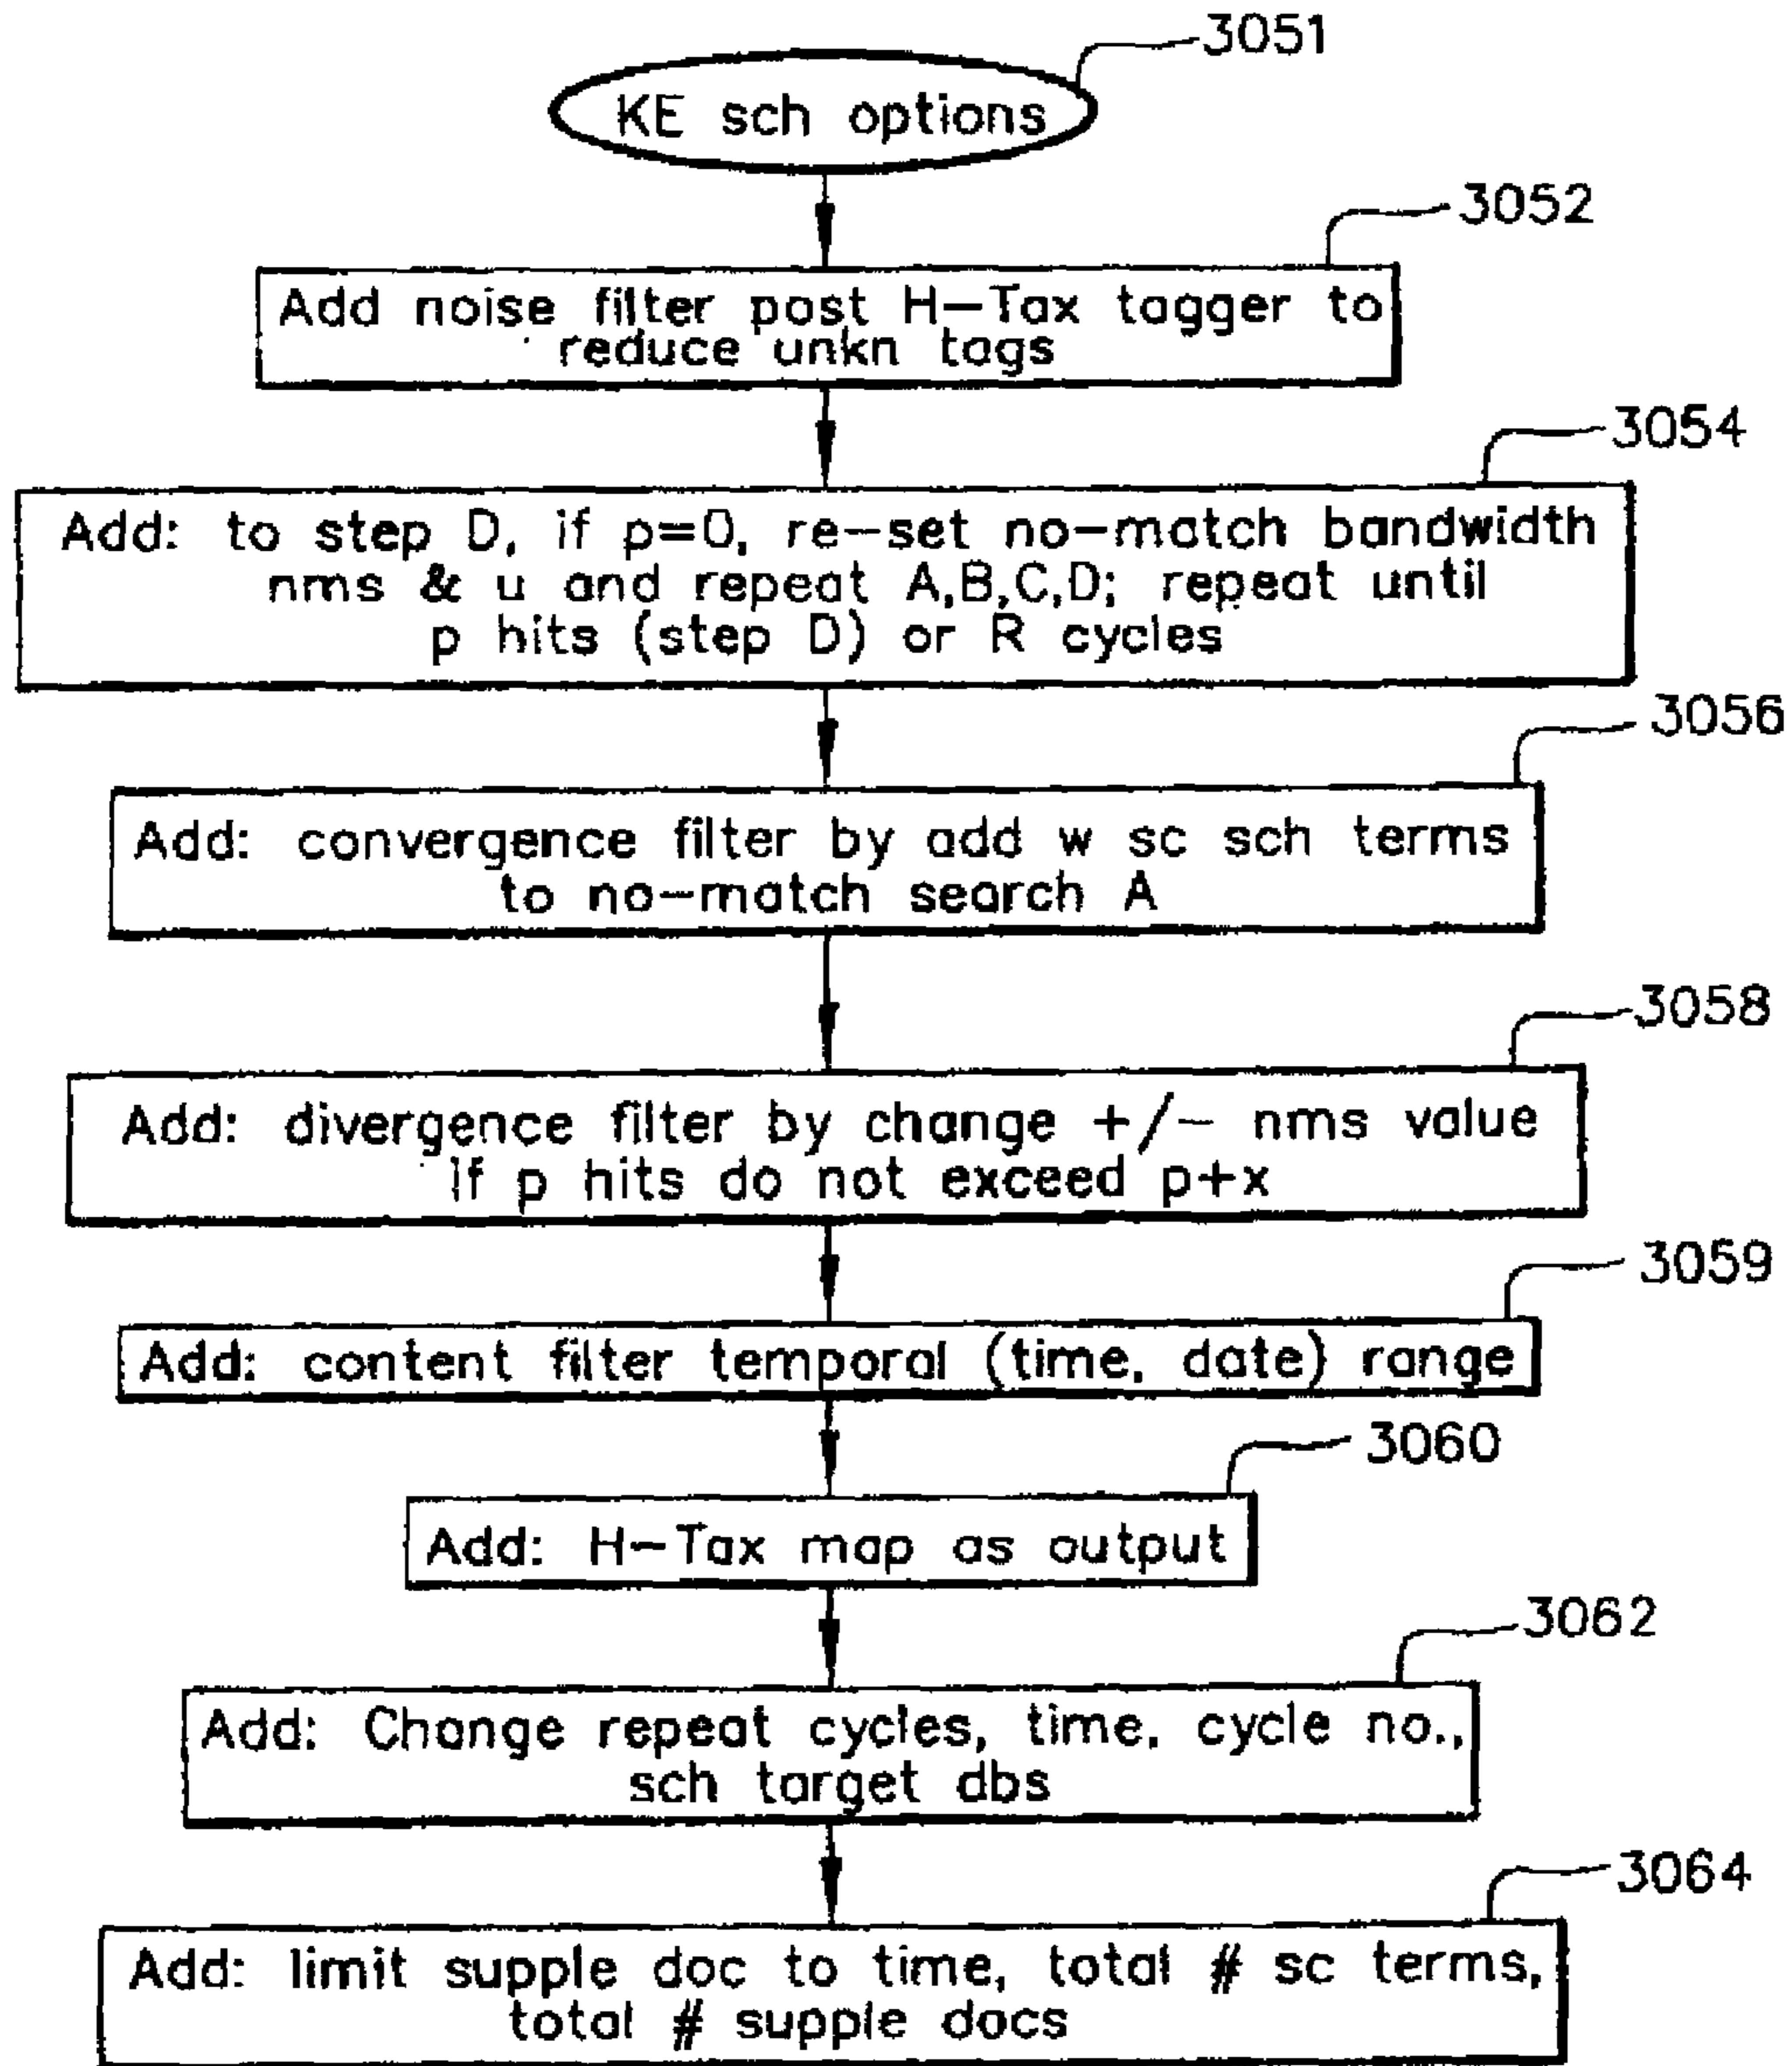 3051
KE sch options
3052
Add noise filter post H-Tax tagger to
reduce unkn tags
3054
Add: to step D, if p=0, re-set no-match bandwidth
nms & u and repeat A,B,C,D; repeat until
p hits (step D) or R cycles
3056
Add: convergence filter by add w sc sch terms
to no-match search A
3058
Add: divergence filter by change +/- nms value
If p hits do not exceed p+x
3059
Add: content filter temporal (time, date) range
3060
Add: H-Tax map as output
3062
Add: Change repeat cycles, time, cycle no.,
sch target dbs
3064
Add: limit supple doc to time, total # sc terms,
total # supple docs